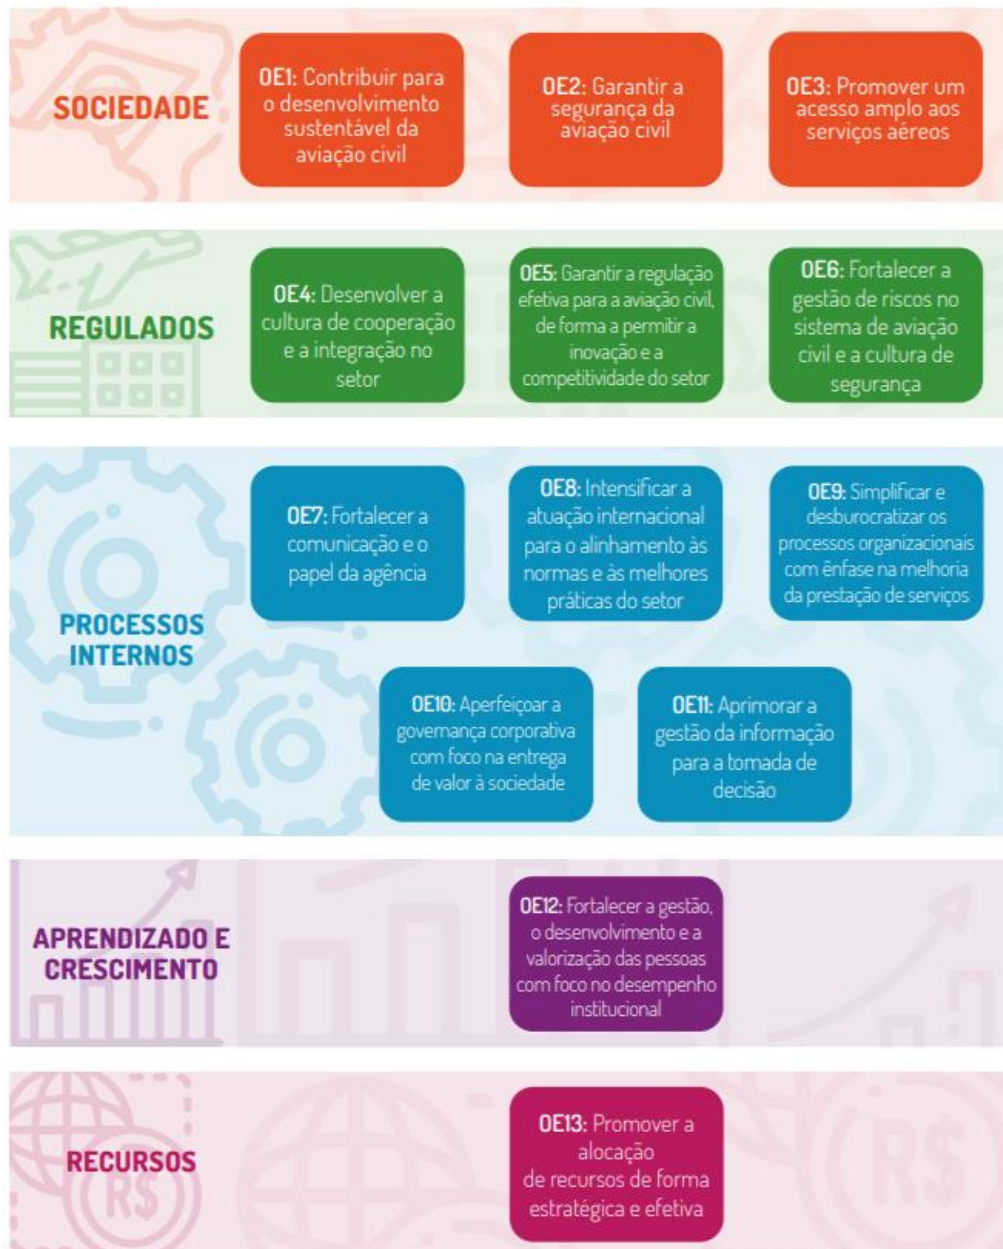 SOCIEDADE
OE1: Contribuir para
o desenvolvimento
sustentável da
aviação civil
OE2: Garantir a
segurança da
aviação civil
OE3: Promover um
acesso amplo aos
serviços aéreos
REGULADOS
OE4: Desenvolver a
cultura de cooperação
e a integração no
setor
OE5: Garantir a regulação
efetiva para a aviação civil,
de forma a permitir a
inovação e a
competitividade do setor
OE6: Fortalecer a
gestão de riscos no
sistema de aviação
civil e a cultura de
segurança
PROCESSOS
INTERNOS
OE7: Fortalecer a
comunicação e o
papel da agência
OE8: Intensificar a
atuação internacional
para o alinhamento às
normas e às melhores
práticas do setor
OE9: Simplificar e
desburocratizar os
processos organizacionais
com ênfase na melhoria
da prestação de serviços
OE10: Aperfeiçoar a
governança corporativa
com foco na entrega
de valor à sociedade
OE11: Aprimorar a
gestão da informação
para a tomada de
decisão
APRENDIZADO E
CRESCIMENTO
OE12: Fortalecer a gestão,
o desenvolvimento e a
valorização das pessoas
com foco no desempenho
institucional
RECURSOS
R$
OE13: Promover a
alocação
de recursos de forma
estratégica e efetiva
R$